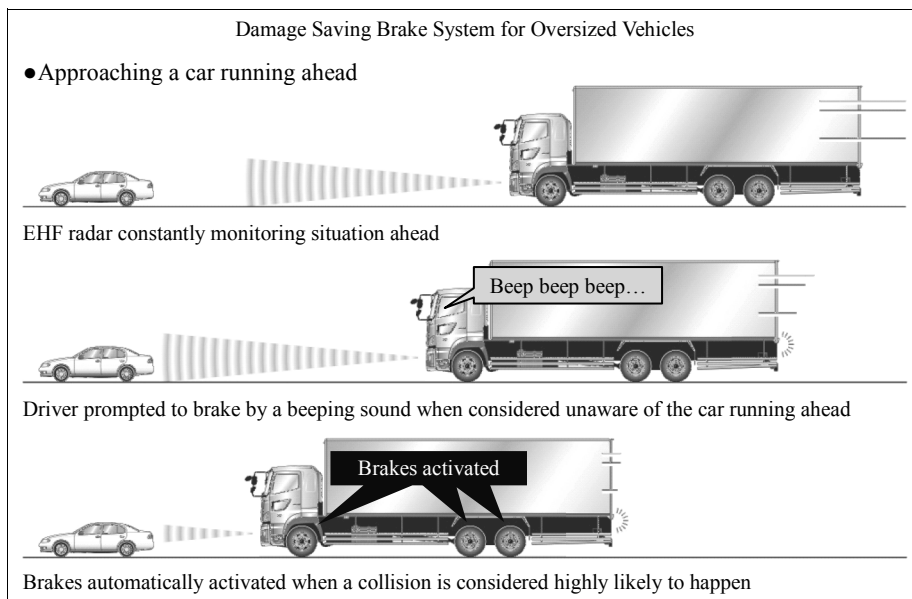 Damage Saving Brake System for Oversized Vehicles
●Approaching a car running ahead
EHF radar constantly monitoring situation ahead
Beep beep beep…
Driver prompted to brake by a beeping sound when considered unaware of the car running ahead
Brakes activated
Brakes automatically activated when a collision is considered highly likely to happen